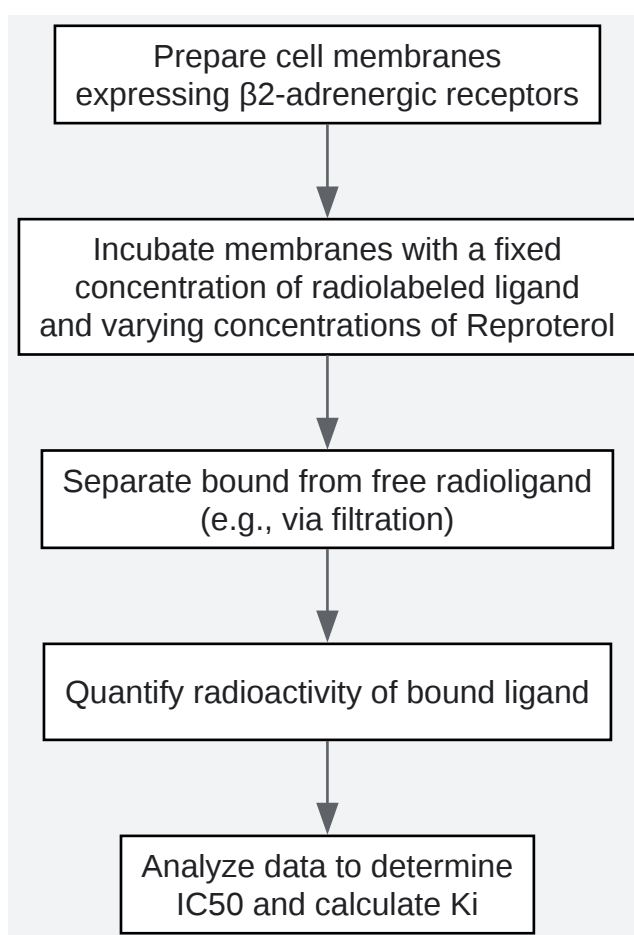 Prepare cell membranes
expressing β2-adrenergic receptors
Incubate membranes with a fixed
concentration of radiolabeled ligand
and varying concentrations of Reproterol
Separate bound from free radioligand
(e.g., via filtration)
Quantify radioactivity of bound ligand
Analyze data to determine
IC50 and calculate Ki